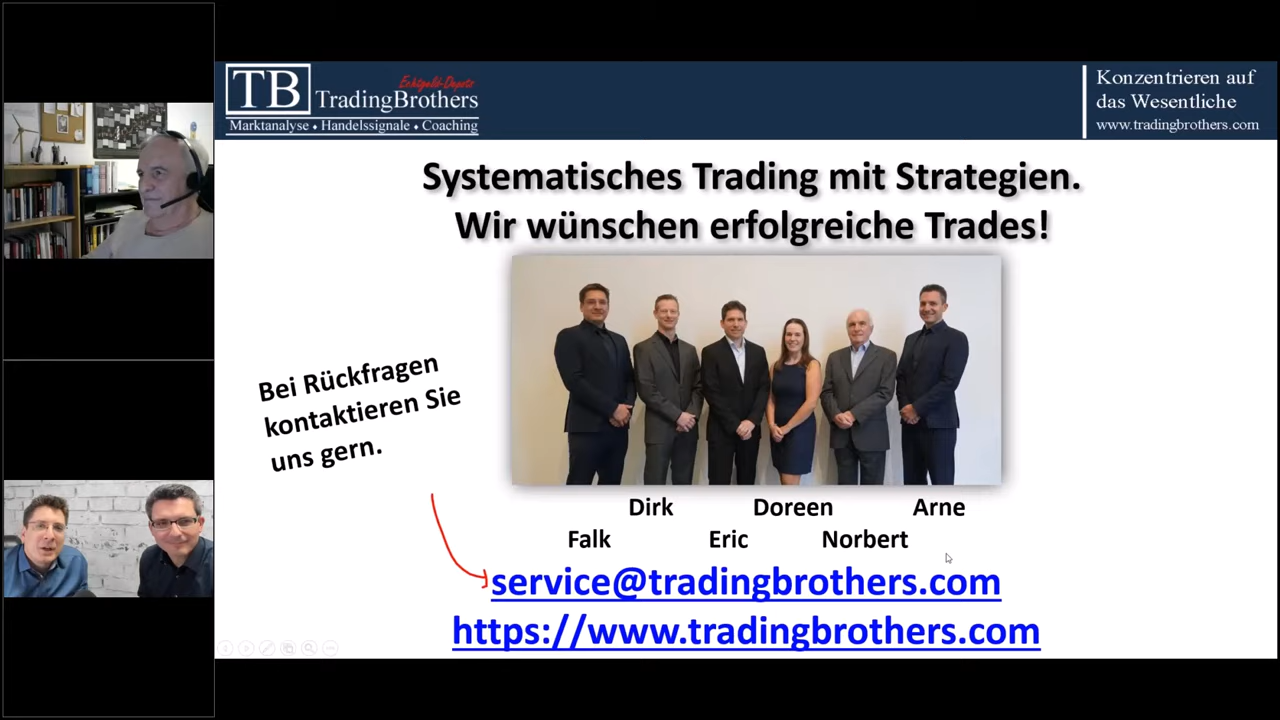 TB
Echtgeld-Depots
TradingBrothers
Marktanalyse ♦ Handelssignale ♦ Coaching
Konzentrieren auf
das Wesentliche
www.tradingbrothers.com
Systematisches Trading mit Strategien.
Wir wünschen erfolgreiche Trades!
Bei Rückfragen
kontaktieren Sie
uns gern.
Dirk Doreen Arne
Falk Eric Norbert
service@tradingbrothers.com
https://www.tradingbrothers.com